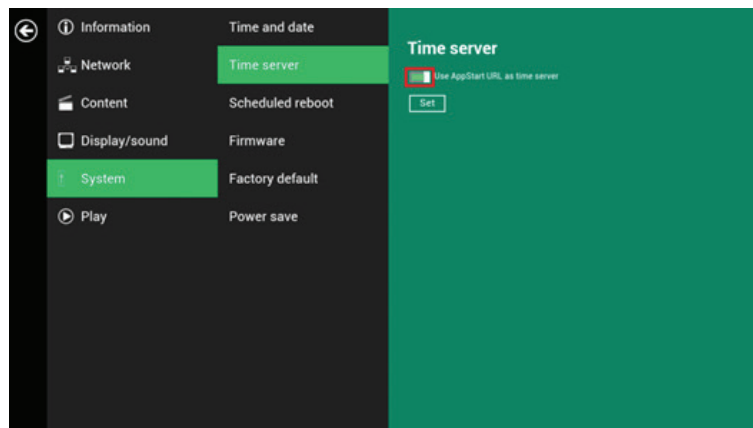 Information
Network
Content
Display/sound
System
Play
Time and date
Time server
Scheduled reboot
Firmware
Factory default
Power save
Time server
Use AppStart URL as time server
Set